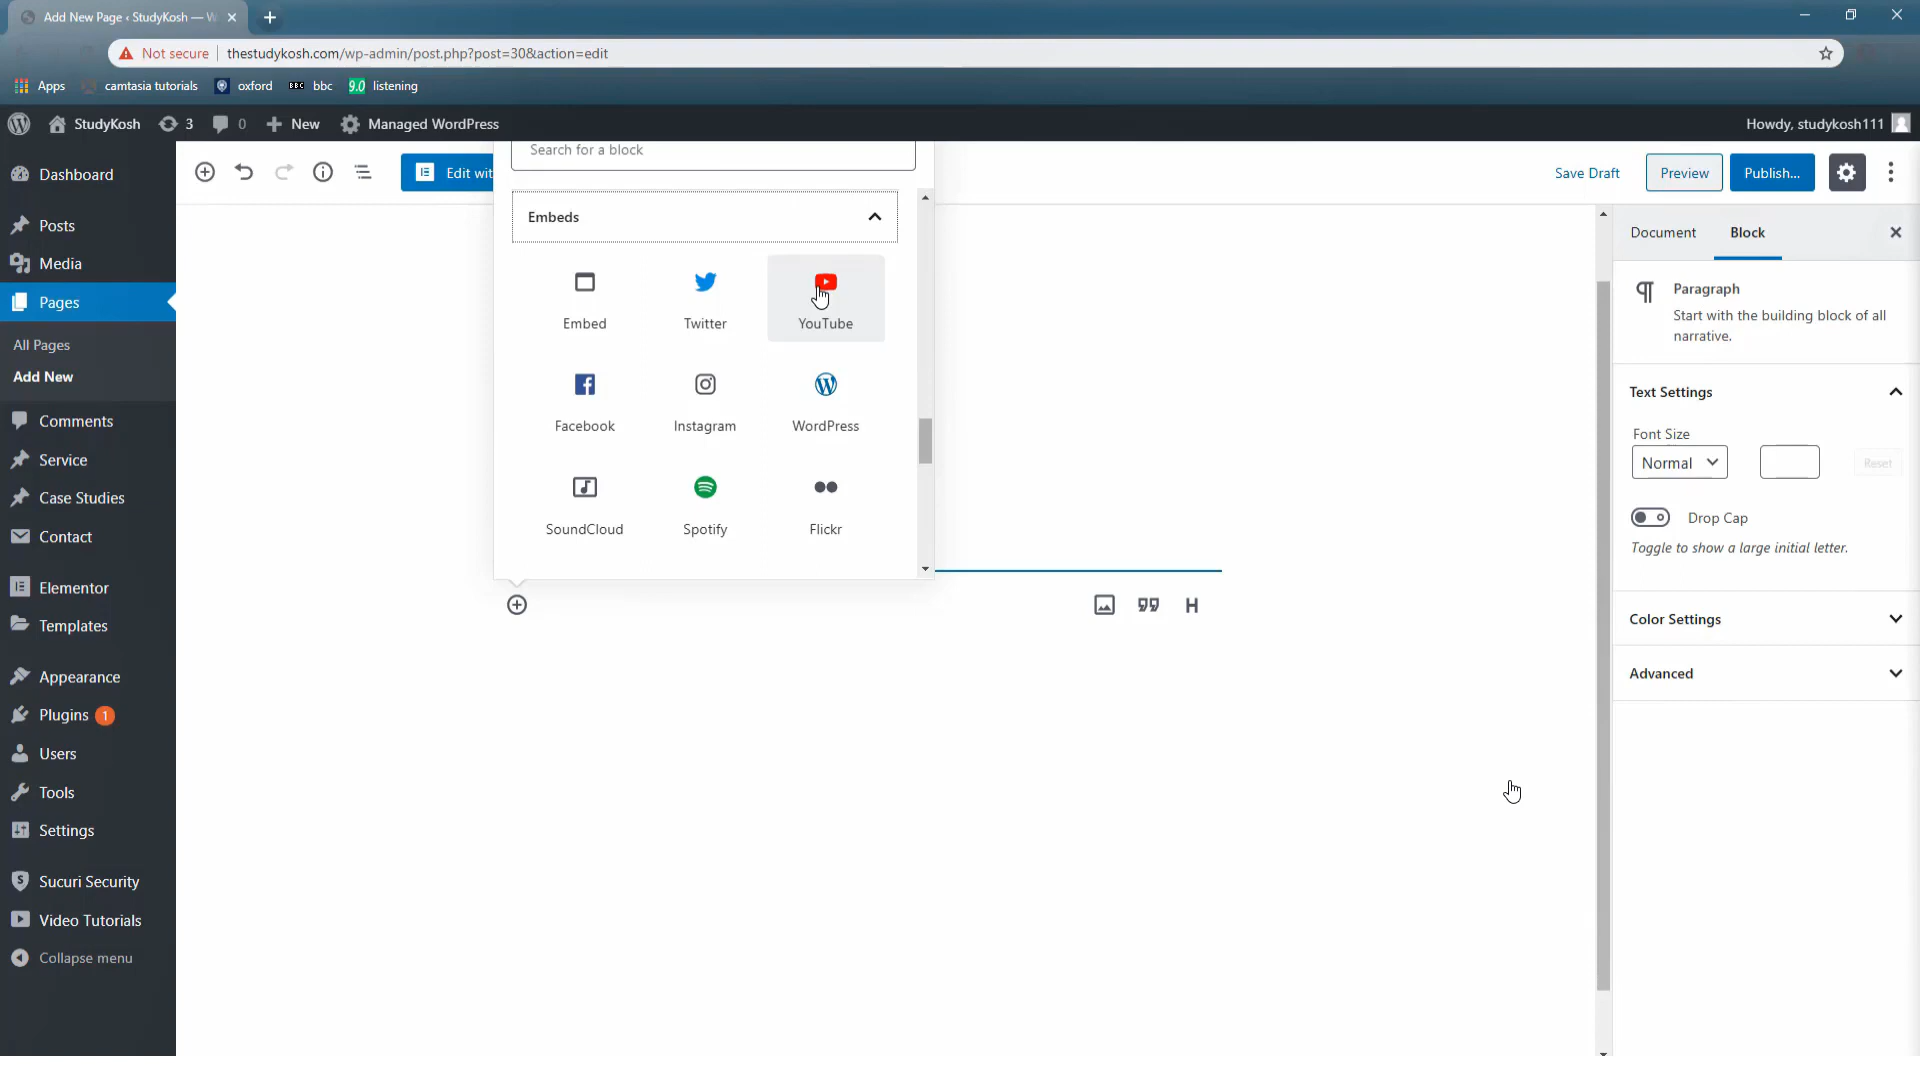 Add New Page ‹ StudyKosh — W
Not secure
thestudykosh.com/wp-admin/post.php?post=30&action=edit
Apps
camtasia tutorials
oxford
BBC
bbc
9.0
listening
StudyKosh
3
0
New
Managed WordPress
Howdy, studykosh111
Dashboard
Posts
Media
Pages
All Pages
Add New
Comments
Service
Case Studies
Contact
Elementor
Templates
Appearance
Plugins 1
Users
Tools
Settings
Sucuri Security
Video Tutorials
Collapse menu
Edit wit
Save Draft
Preview
Publish...
Search for a block
Embeds
Embed
Twitter
YouTube
Facebook
Instagram
WordPress
SoundCloud
Spotify
Flickr
H
Document
Block
Paragraph
Start with the building block of all
narrative.
Text Settings
Font Size
Normal
Reset
Drop Cap
Toggle to show a large initial letter.
Color Settings
Advanced